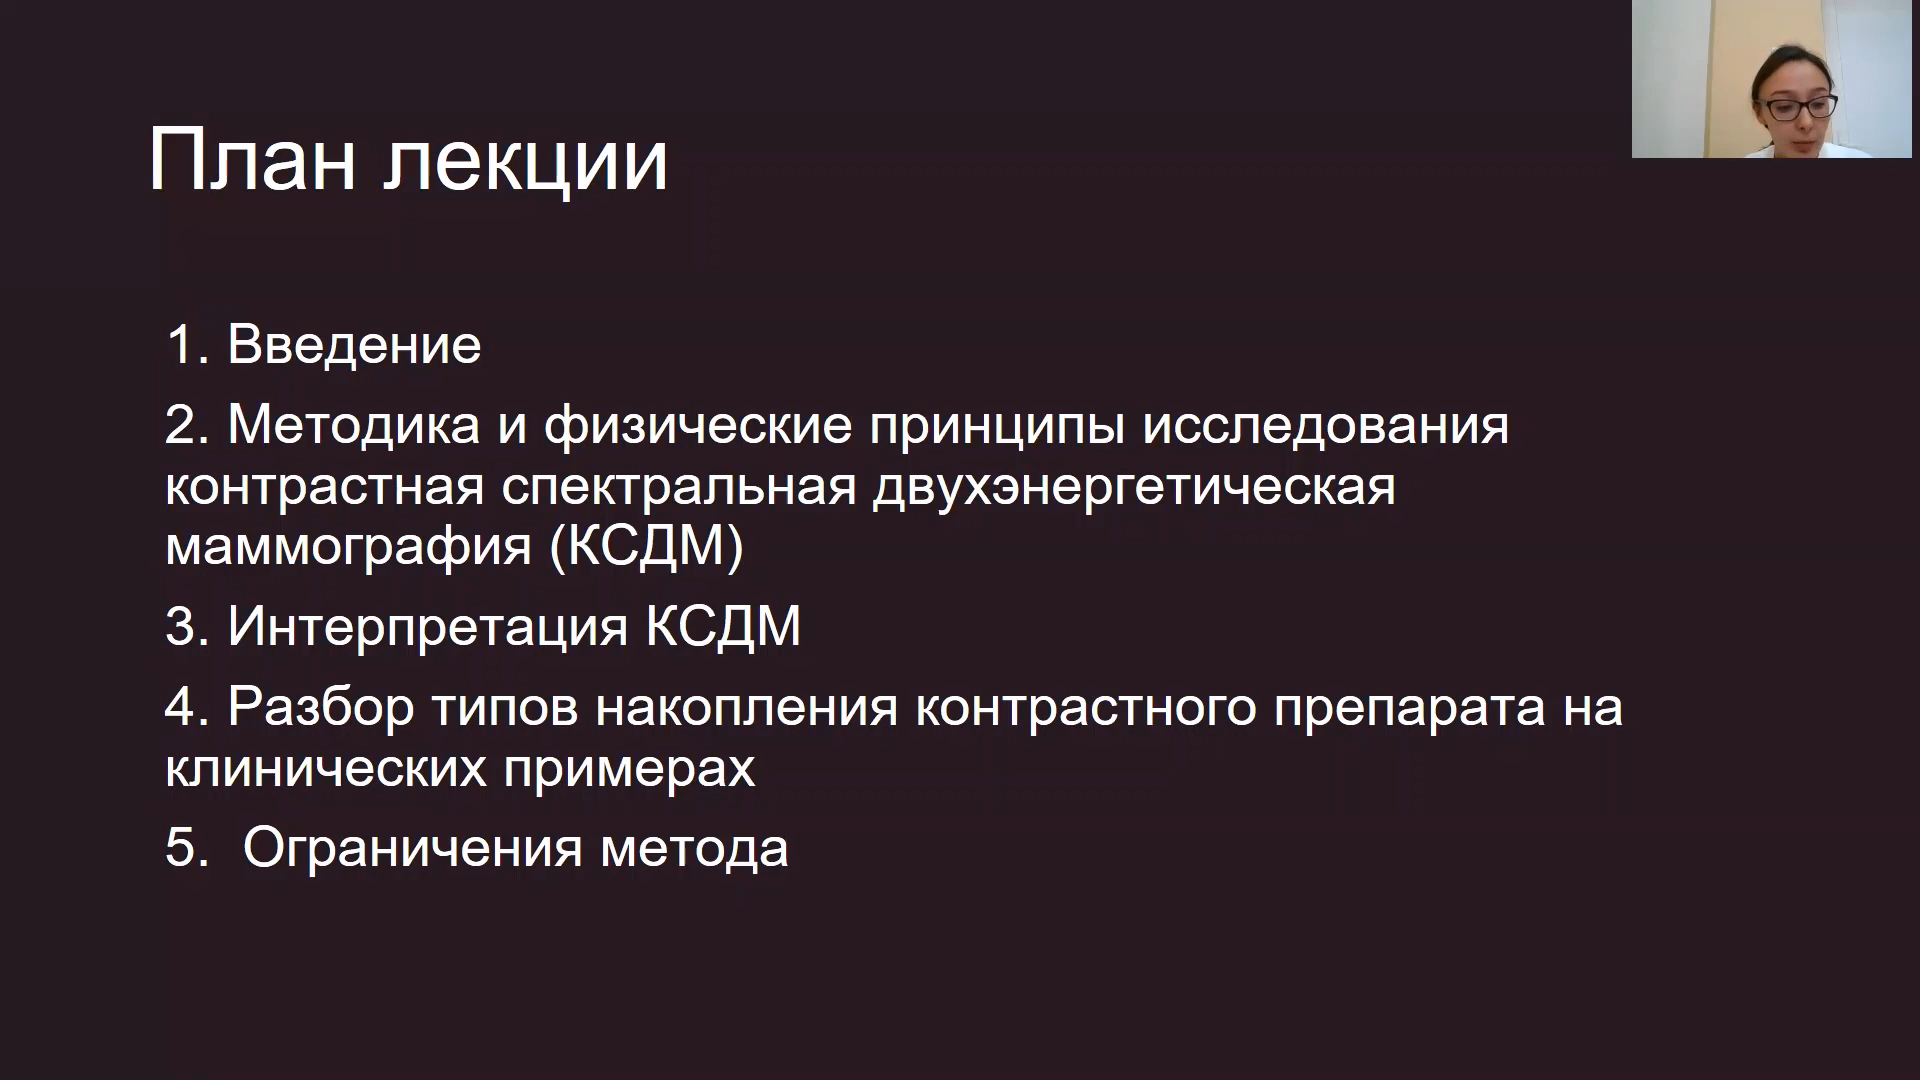 План лекции
1. Введение
2. Методика и физические принципы исследования
контрастная спектральная двухэнергетическая
маммография (КСДМ)
3. Интерпретация КСДМ
4. Разбор типов накопления контрастного препарата на
клинических примерах
5. Ограничения метода